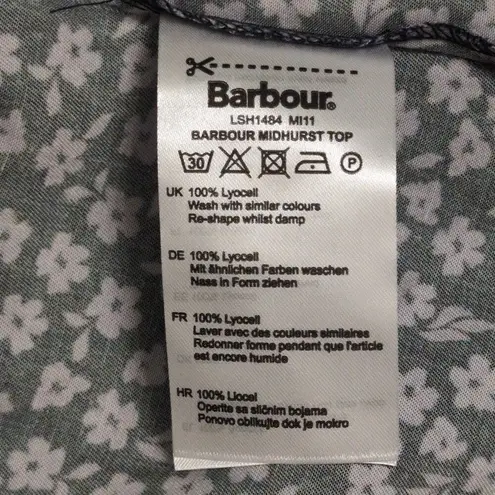 Barbour®
LSH1484 MI11
BARBOUR MIDHURST TOP
30 P
UK 100% Lyocell
Wash with similar colours
Re-shape whilst damp
DE 100% Lyocell
Mit ähnlichen Farben waschen
Nass in Form ziehen
FR 100% Lyocell
Laver avec des couleurs similaires
Redonner forme pendant que l'article
est encore humide
HR 100% Liocel
Operite sa sličnim bojama
Ponovo oblikujte dok je mokro